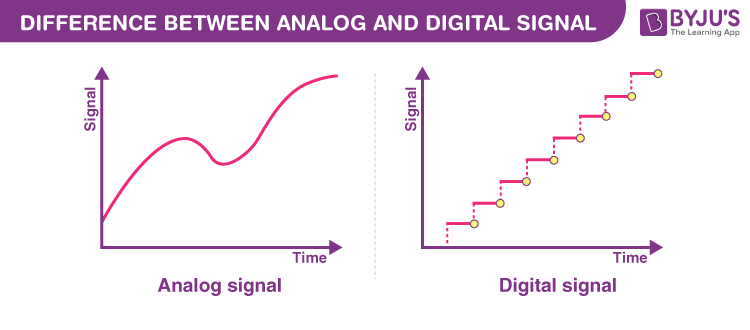 DIFFERENCE BETWEEN ANALOG AND DIGITAL SIGNAL
BYJU'S
The Learning App
Signal
Time
Analog signal
Signal
Time
Digital signal